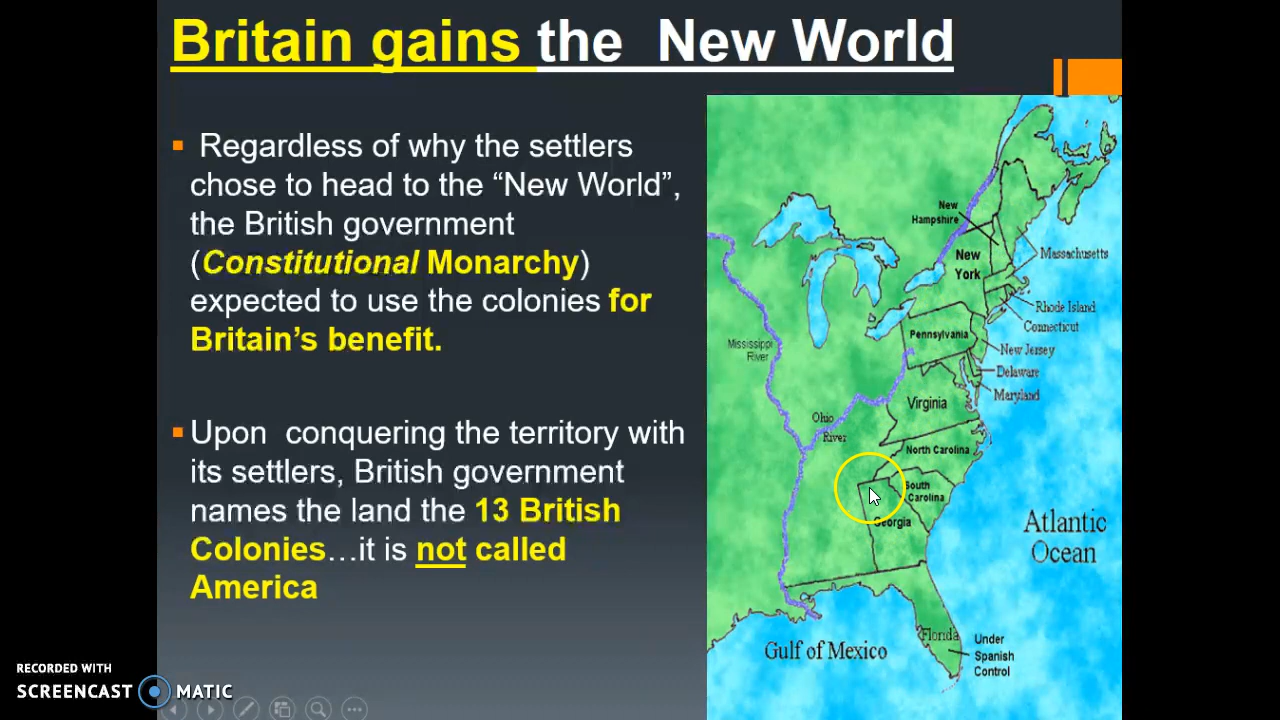 Britain gains the  New World
Regardless of why the settlers
chose to head to the “New World”,
the British government
(Constitutional Monarchy)
expected to use the colonies for
Britain’s benefit.
Upon  conquering the territory with
its settlers, British government
names the land the 13 British
Colonies…it is not called
America
New
Hampshire
Massachusetts
New
York
Rhode Island
Connecticut
Pennsylvania
New Jersey
Mississippi
River
Delaware
Maryland
Virginia
Ohio
River
North Carolina
South
Carolina
Georgia
Atlantic
Ocean
Florida
Under
Spanish
Control
Gulf of Mexico
RECORDED WITH
SCREENCAST MATIC